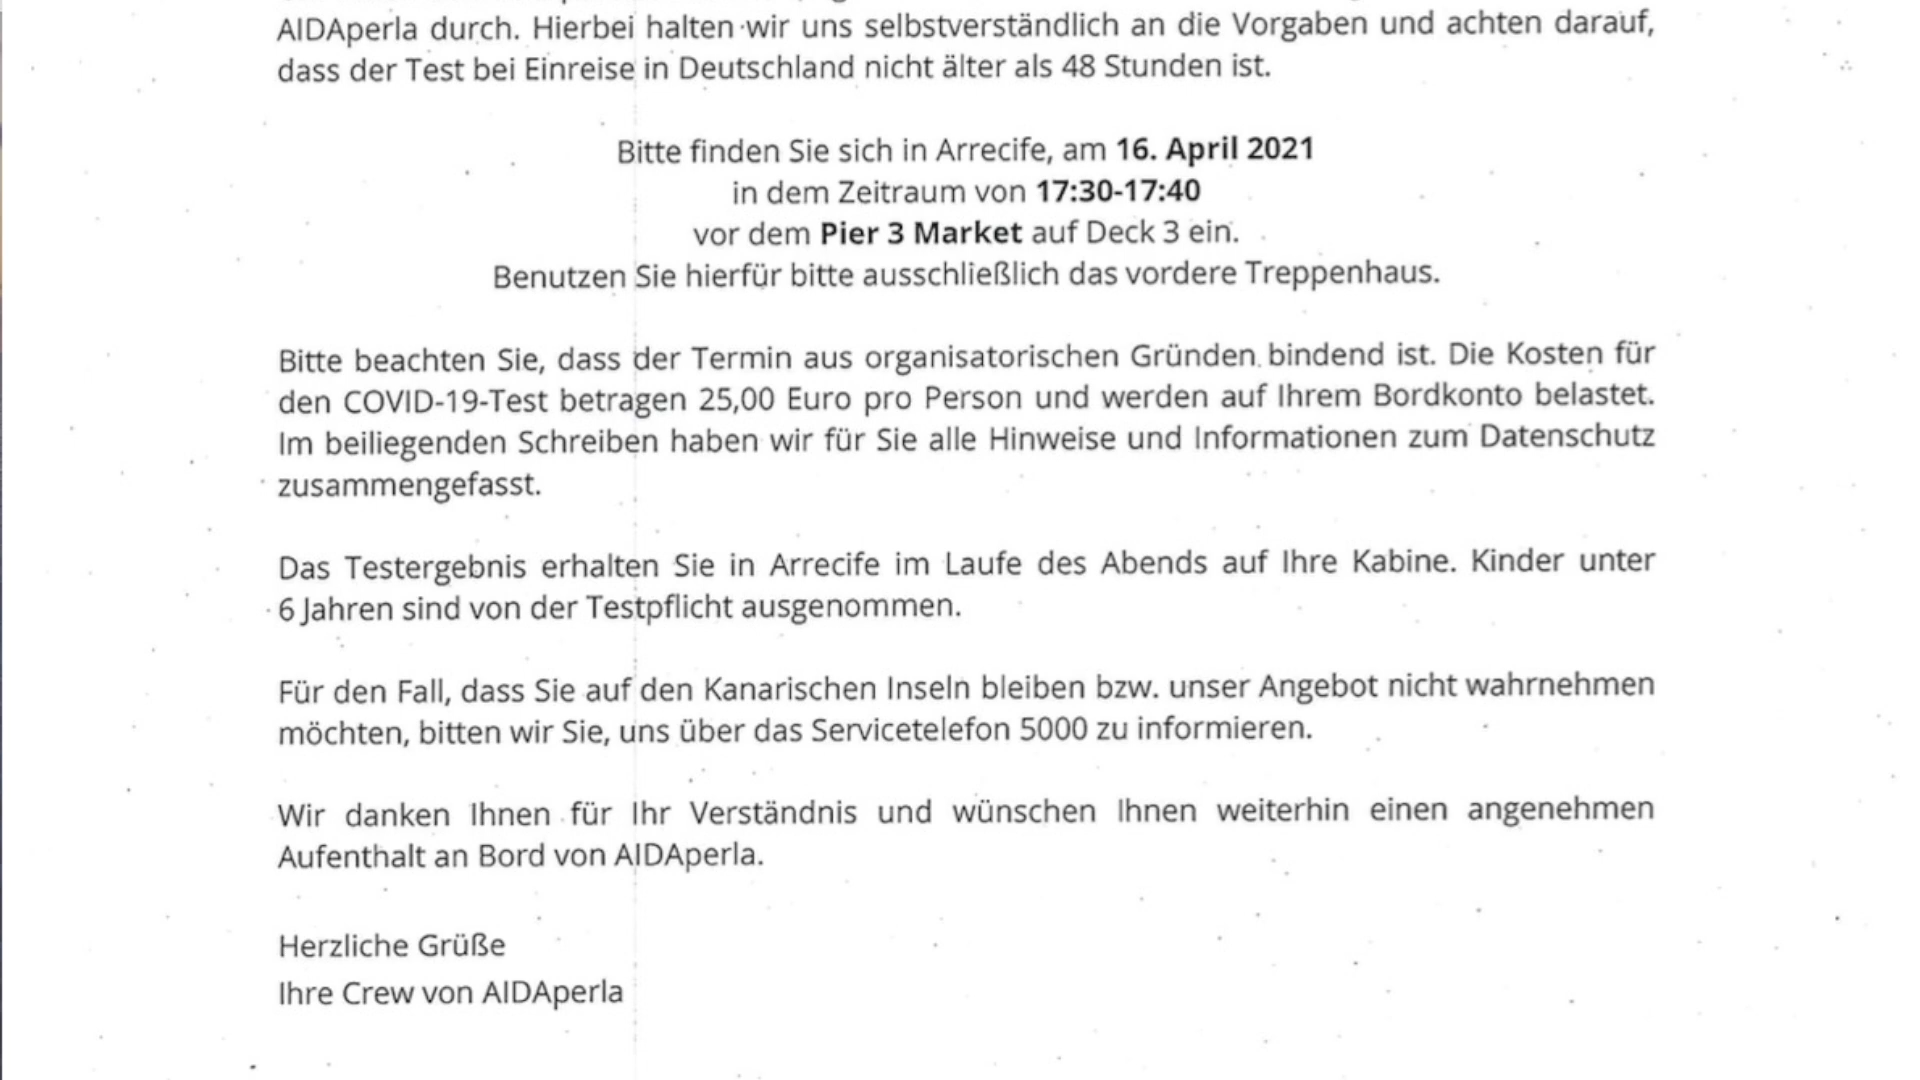 AIDAperla durch. Hierbei halten wir uns selbstverständlich an die Vorgaben und achten darauf,
dass der Test bei Einreise in Deutschland nicht älter als 48 Stunden ist.
Bitte finden Sie sich in Arrecife, am 16. April 2021
in dem Zeitraum von 17:30-17:40
vor dem Pier 3 Market auf Deck 3 ein.
Benutzen Sie hierfür bitte ausschließlich das vordere Treppenhaus.
Bitte beachten Sie, dass der Termin aus organisatorischen Gründen bindend ist. Die Kosten für
den COVID-19-Test betragen 25,00 Euro pro Person und werden auf Ihrem Bordkonto belastet.
Im beiliegenden Schreiben haben wir für Sie alle Hinweise und Informationen zum Datenschutz
zusammengefasst.
Das Testergebnis erhalten Sie in Arrecife im Laufe des Abends auf Ihre Kabine. Kinder unter
6 Jahren sind von der Testpflicht ausgenommen.
Für den Fall, dass Sie auf den Kanarischen Inseln bleiben bzw. unser Angebot nicht wahrnehmen
möchten, bitten wir Sie, uns über das Servicetelefon 5000 zu informieren.
Wir danken Ihnen für Ihr Verständnis und wünschen Ihnen weiterhin einen angenehmen
Aufenthalt an Bord von AIDAperla.
Herzliche Grüße
Ihre Crew von AIDAperla